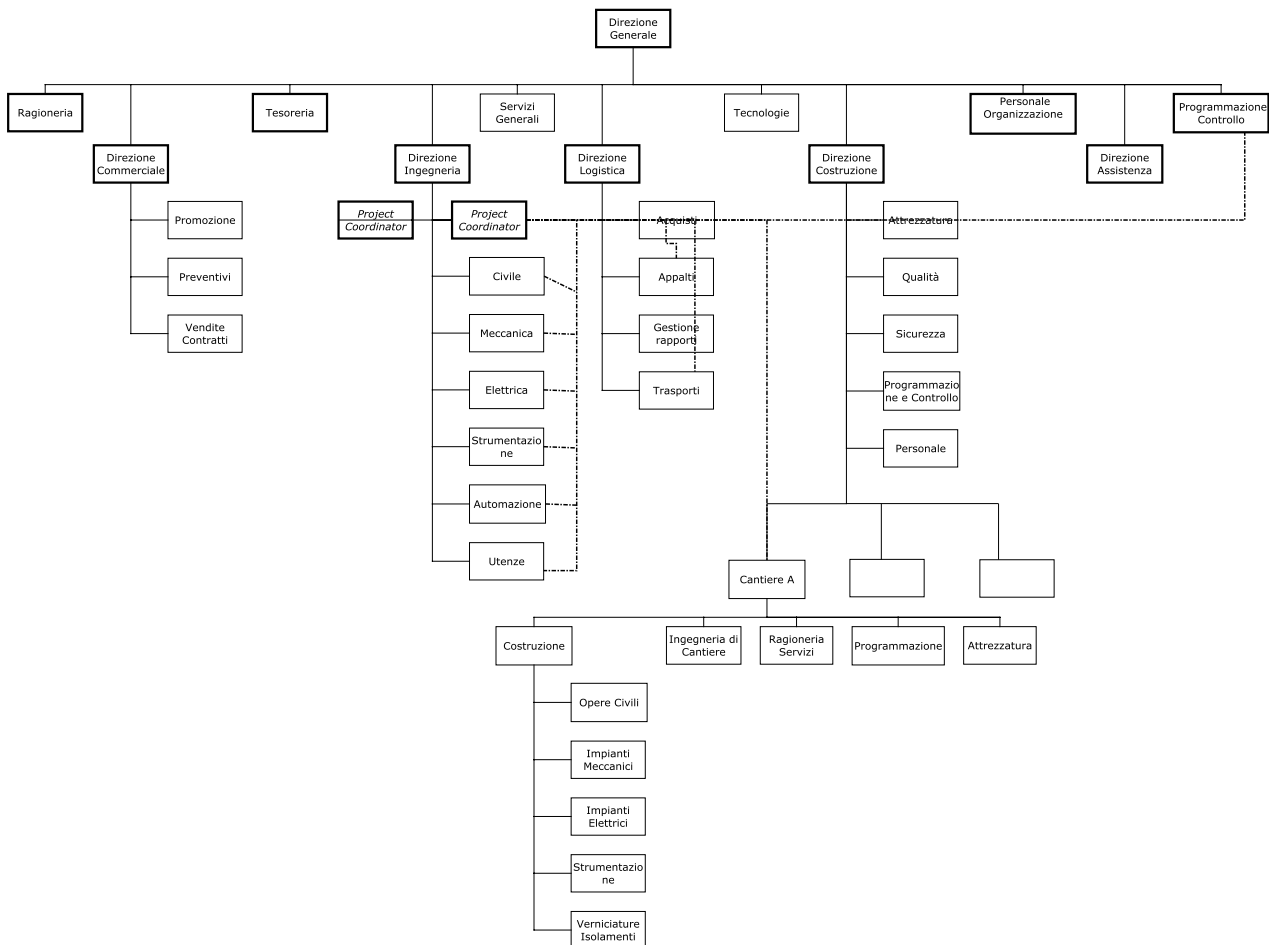 Direzione
Generale
Ragioneria
Tesoreria
Servizi
Generali
Tecnologie
Personale
Organizzazione
Programmazione
Controllo
Direzione
Commerciale
Direzione
Ingegneria
Direzione
Logistica
Direzione
Costruzione
Direzione
Assistenza
Promozione
Project
Coordinator
Project
Coordinator
Acquisti
Attrezzatura
Preventivi
Civile
Appalti
Qualità
Vendite
Contratti
Meccanica
Gestione
rapporti
Sicurezza
Elettrica
Trasporti
Programmazio
ne e Controllo
Strumentazio
ne
Personale
Automazione
Utenze
Cantiere A
Costruzione
Ingegneria di
Cantiere
Ragioneria
Servizi
Programmazione
Attrezzatura
Opere Civili
Impianti
Meccanici
Impianti
Elettrici
Strumentazio
ne
Verniciature
Isolamenti